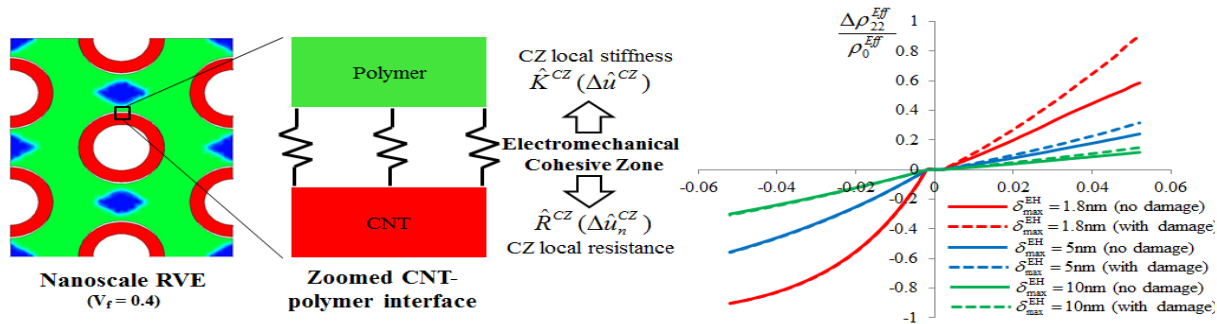 Polymer
CNT
CZ local stiffness
K̂^CZ (Δû^CZ)
Electromechanical
Cohesive Zone
R̂^CZ (Δû_n^CZ)
CZ local resistance
Nanoscale RVE
(V_f = 0.4)
Zoomed CNT-
polymer interface
Δρ_22^Eff
ρ_0^Eff
1
0.8
0.6
0.4
0.2
0
-0.2
-0.4
-0.6
-0.8
-1
-0.06
-0.04
-0.02
0
0.02
0.04
0.06
δ_max^EH = 1.8nm (no damage)
δ_max^EH = 1.8nm (with damage)
δ_max^EH = 5nm (no damage)
δ_max^EH = 5nm (with damage)
δ_max^EH = 10nm (no damage)
δ_max^EH = 10nm (with damage)